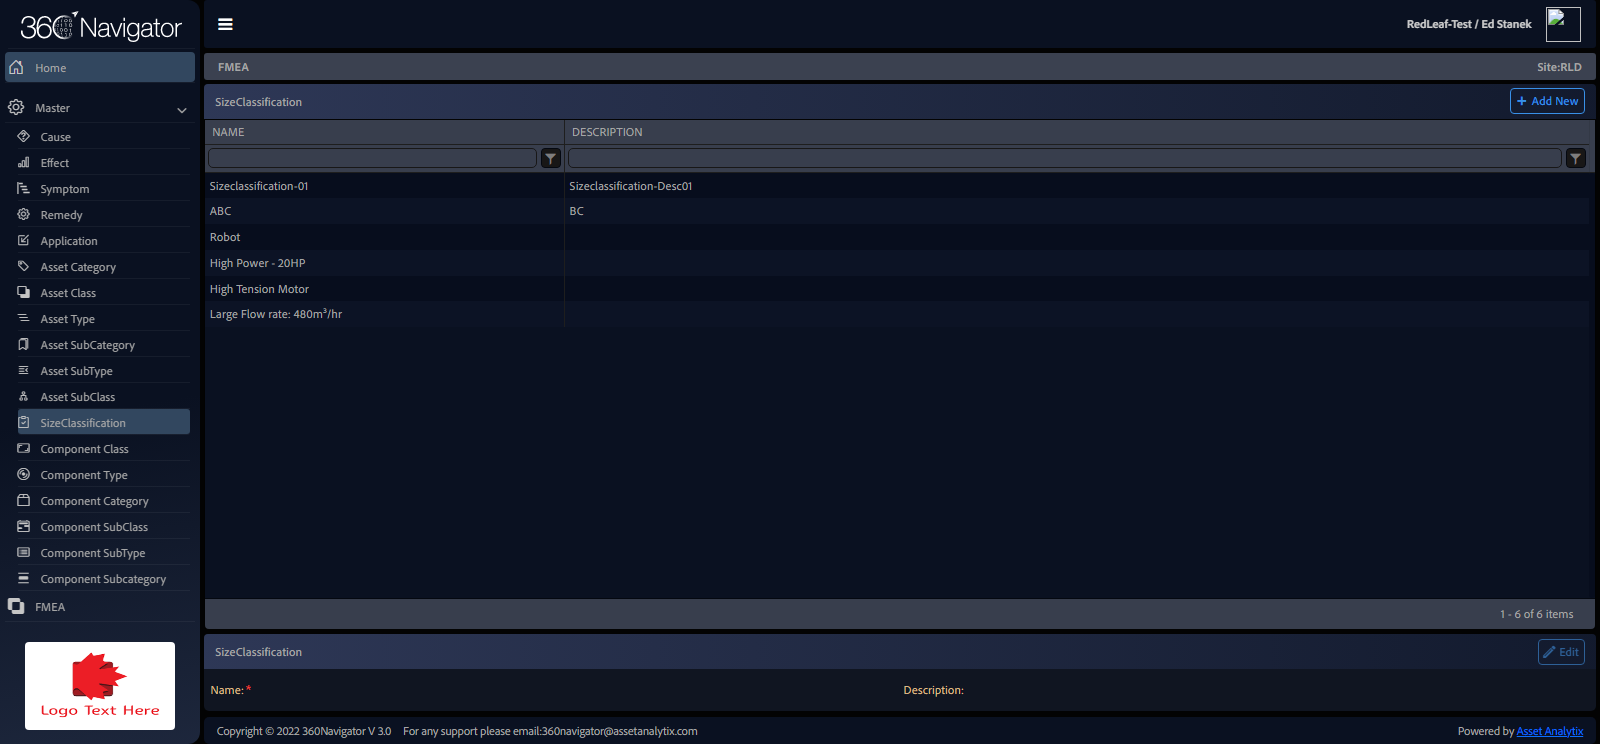 360 Navigator
RedLeaf-Test / Ed Stanek
Home
Master
Cause
Effect
Symptom
Remedy
Application
Asset Category
Asset Class
Asset Type
Asset SubCategory
Asset SubType
Asset SubClass
SizeClassification
Component Class
Component Type
Component Category
Component SubClass
Component SubType
Component Subcategory
FMEA
Logo Text Here
FMEA Site:RLD
SizeClassification + Add New
NAME DESCRIPTION
Sizeclassification-01 Sizeclassification-Desc01
ABC BC
Robot
High Power - 20HP
High Tension Motor
Large Flow rate: 480m³/hr
1 - 6 of 6 items
SizeClassification Edit
Name: * Description:
Copyright © 2022 360Navigator V 3.0 For any support please email:360navigator@assetanalytix.com Powered by Asset Analytix